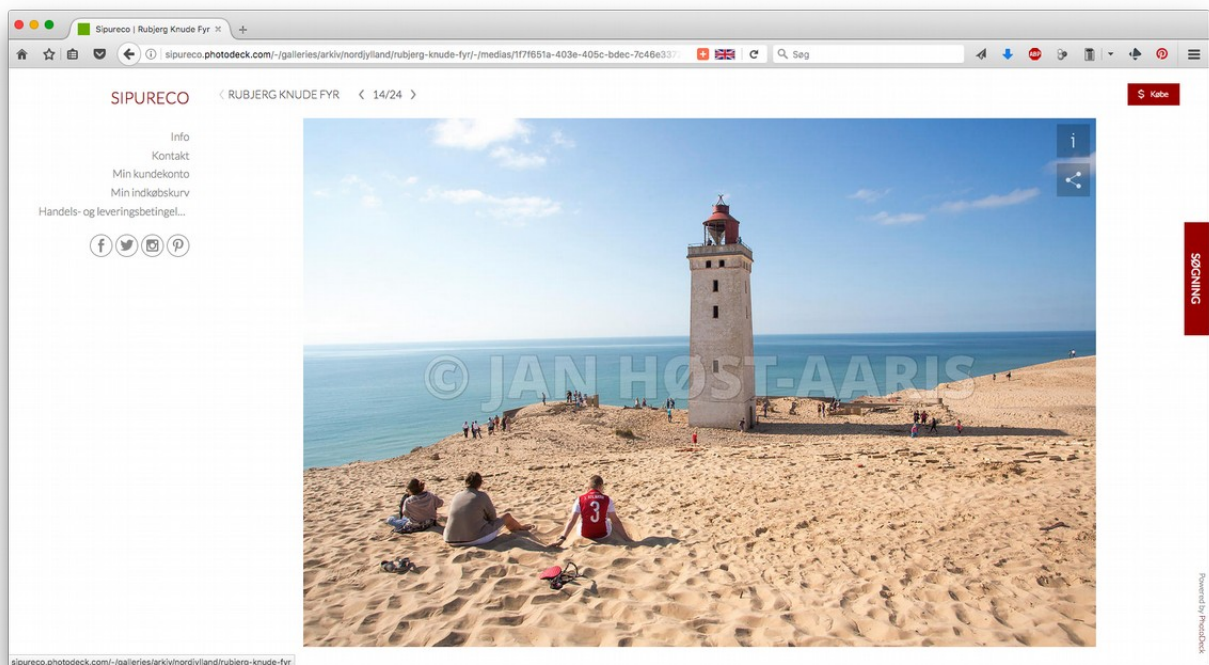 Sipureco | Rubjerg Knude Fyr
sipureco.photodeck.com/-/galleries/arkiv/nordjylland/rubjerg-knude-fyr/-/medias/1f7f651a-403e-405c-bdec-7c46e337
Søg
ABP
SIPURECO
RUBJERG KNUDE FYR
14/24
$ Købe
Info
Kontakt
Min kundekonto
Min indkøbskurv
Handels- og leveringsbetingel...
i
SØGNING
© JAN HØST-AARIS
3
Powered by PhotoDeck
sipureco.photodeck.com/-/galleries/arkiv/nordjylland/rubjerg-knude-fyr